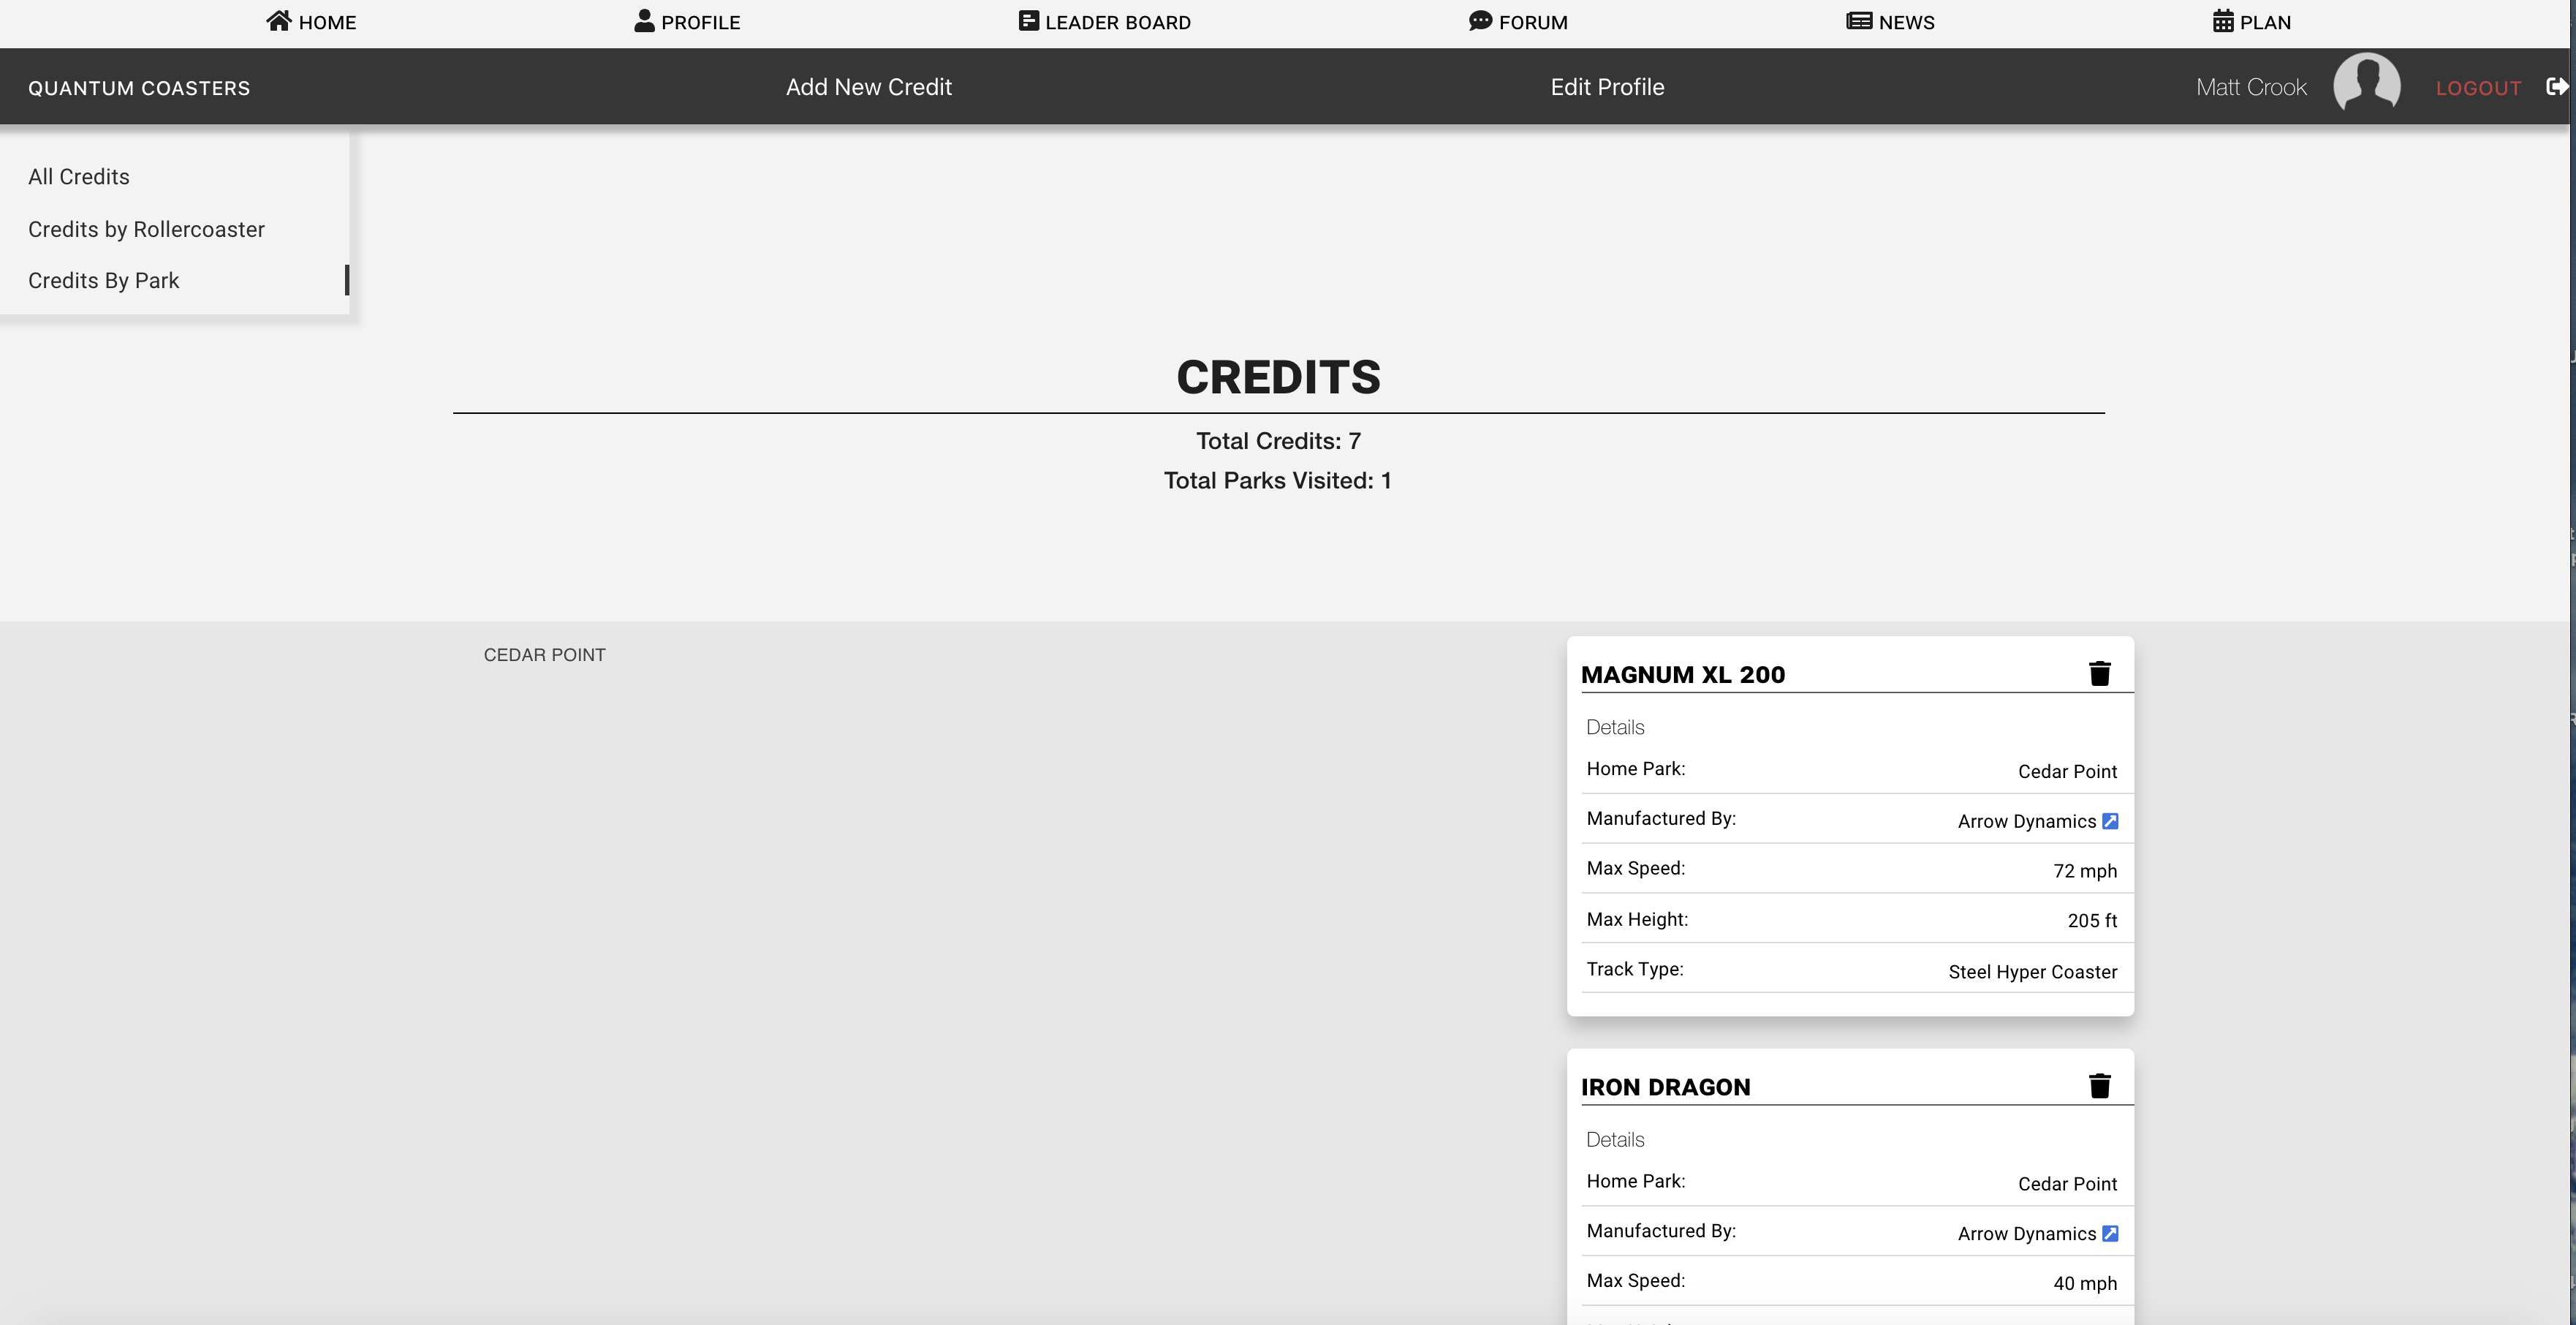 HOME PROFILE LEADER BOARD FORUM NEWS PLAN
QUANTUM COASTERS Add New Credit Edit Profile Matt Crook LOGOUT
All Credits
Credits by Rollercoaster
Credits By Park
CREDITS
Total Credits: 7
Total Parks Visited: 1
CEDAR POINT
MAGNUM XL 200
Details
Home Park: Cedar Point
Manufactured By: Arrow Dynamics
Max Speed: 72 mph
Max Height: 205 ft
Track Type: Steel Hyper Coaster
IRON DRAGON
Details
Home Park: Cedar Point
Manufactured By: Arrow Dynamics
Max Speed: 40 mph